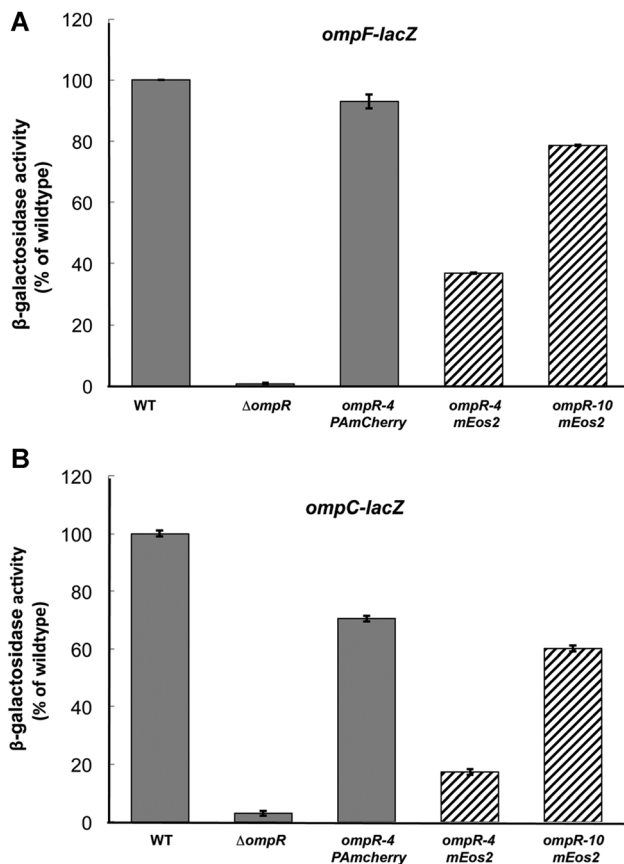 A
ompF-lacZ
β-galactosidase activity
(% of wildtype)
120
100
80
60
40
20
0
WT
ΔompR
ompR-4
PAmCherry
ompR-4
mEos2
ompR-10
mEos2
B
ompC-lacZ
β-galactosidase activity
(% of wildtype)
120
100
80
60
40
20
0
WT
ΔompR
ompR-4
PAmcherry
ompR-4
mEos2
ompR-10
mEos2